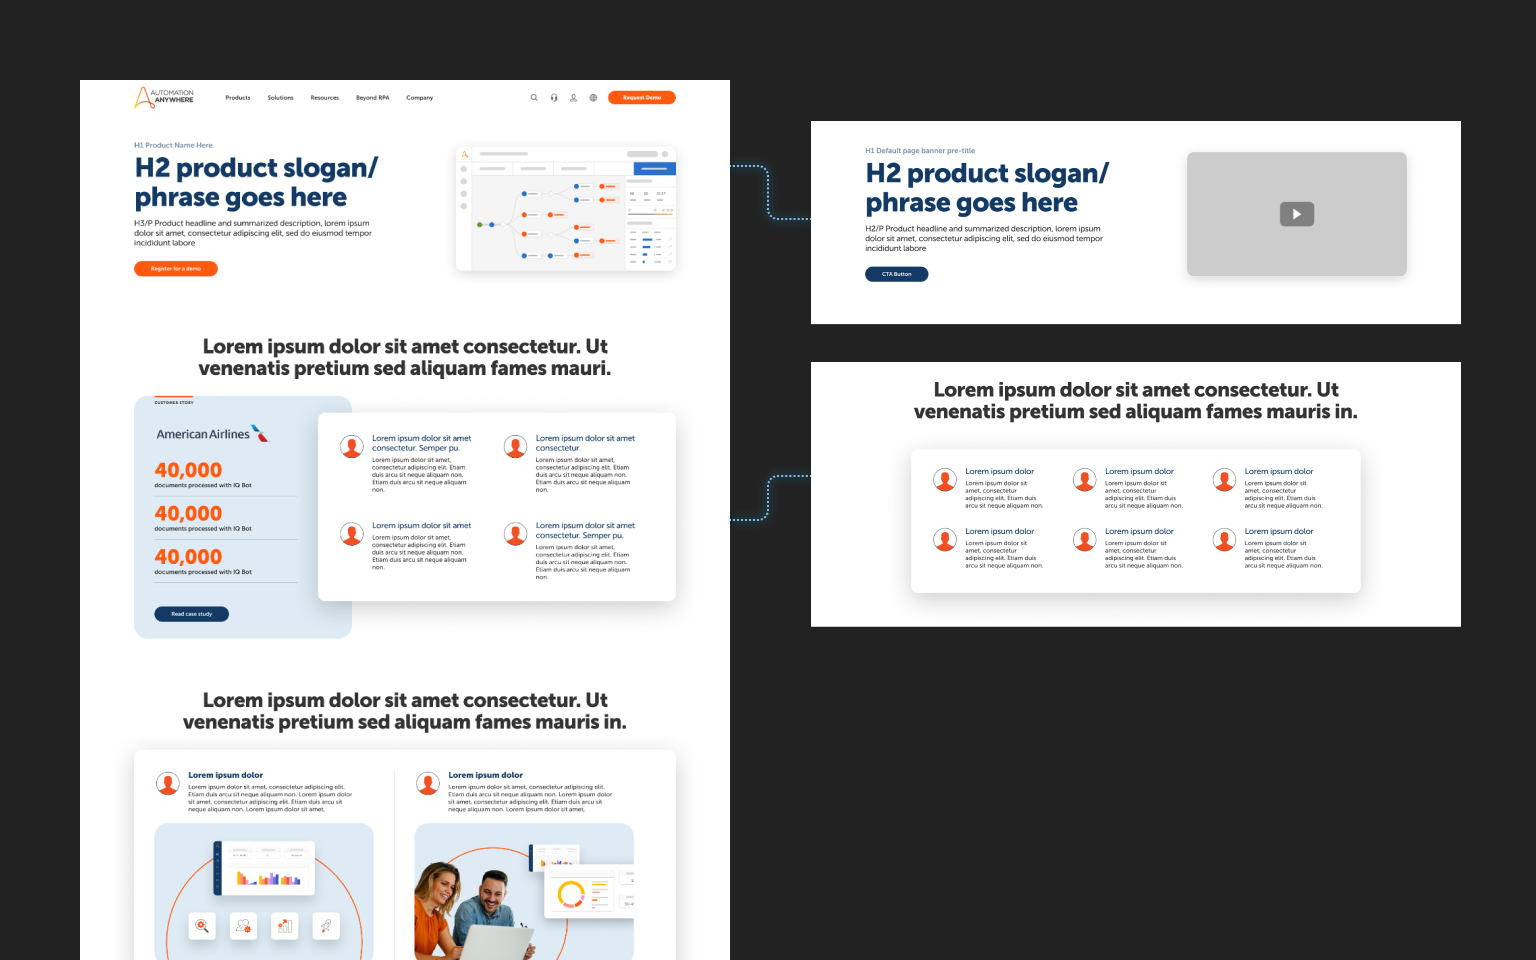 AUTOMATION
ANYWHERE
Products
Solutions
Resources
Beyond RPA
Company
Request Demo
H1 Product Name Here
H2 product slogan/
phrase goes here
H3/P Product headline and summarized description, lorem ipsum
dolor sit amet, consectetur adipiscing elit, sed do eiusmod tempor
incididunt labore
Register for a demo
Lorem ipsum dolor sit amet consectetur. Ut
venenatis pretium sed aliquam fames mauri.
CUSTOMER STORY
American Airlines
40,000
documents processed with IQ Bot
40,000
documents processed with IQ Bot
40,000
documents processed with IQ Bot
Read case study
Lorem ipsum dolor sit amet
consectetur. Semper pu.
Lorem ipsum dolor sit amet,
consectetur adipiscing elit. Etiam
duis arcu sit neque aliquam
non.
Lorem ipsum dolor sit amet
consectetur.
Lorem ipsum dolor sit amet,
consectetur adipiscing elit. Etiam
duis arcu sit neque aliquam
non.
Lorem ipsum dolor sit amet
Lorem ipsum dolor sit amet,
consectetur adipiscing elit. Etiam
duis arcu sit neque aliquam
non.
Lorem ipsum dolor sit amet
consectetur. Semper pu.
Lorem ipsum dolor sit amet,
consectetur adipiscing elit. Etiam
duis arcu sit neque aliquam
non. Etiam duis arcu sit neque aliquam
non.
Lorem ipsum dolor sit amet consectetur. Ut
venenatis pretium sed aliquam fames mauris in.
Lorem ipsum dolor
Lorem ipsum dolor sit amet, consectetur adipiscing elit.
Etiam duis arcu sit neque aliquam non. Lorem ipsum dolor
sit amet, consectetur adipiscing elit. Etiam duis arcu sit
neque aliquam non. Lorem ipsum dolor sit amet,
Lorem ipsum dolor
Lorem ipsum dolor sit amet, consectetur adipiscing elit.
Etiam duis arcu sit neque aliquam non. Lorem ipsum dolor
sit amet, consectetur adipiscing elit. Etiam duis arcu sit
neque aliquam non. Lorem ipsum dolor sit amet,
H1 Default page banner pre-title
H2 product slogan/
phrase goes here
H2/P Product headline and summarized description, lorem ipsum
dolor sit amet, consectetur adipiscing elit, sed do eiusmod tempor
incididunt labore
CTA Button
Lorem ipsum dolor sit amet consectetur. Ut
venenatis pretium sed aliquam fames mauris in.
Lorem ipsum dolor
Lorem ipsum dolor sit
amet, consectetur
adipiscing elit. Etiam duis
arcu sit neque aliquam non.
Lorem ipsum dolor
Lorem ipsum dolor sit
amet, consectetur
adipiscing elit. Etiam duis
arcu sit neque aliquam non.
Lorem ipsum dolor
Lorem ipsum dolor sit
amet, consectetur
adipiscing elit. Etiam duis
arcu sit neque aliquam non.
Lorem ipsum dolor
Lorem ipsum dolor sit
amet, consectetur
adipiscing elit. Etiam duis
arcu sit neque aliquam non.
Lorem ipsum dolor
Lorem ipsum dolor sit
amet, consectetur
adipiscing elit. Etiam duis
arcu sit neque aliquam non.
Lorem ipsum dolor
Lorem ipsum dolor sit
amet, consectetur
adipiscing elit. Etiam duis
arcu sit neque aliquam non.